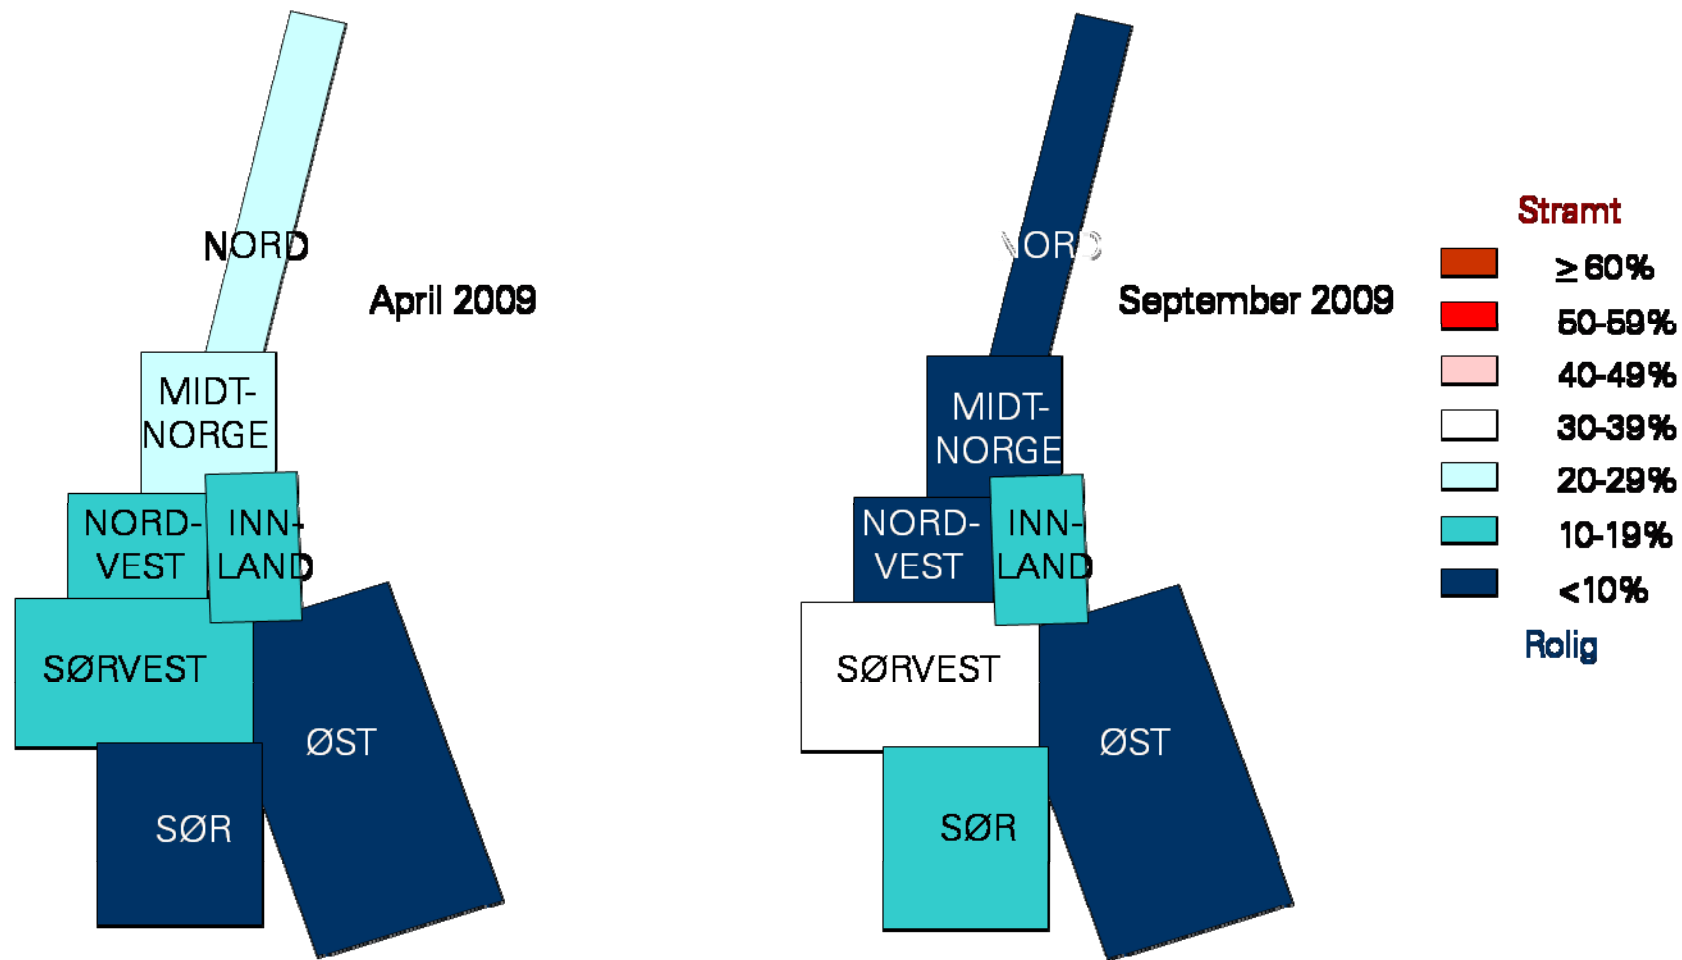 NORD
April 2009
MIDT-
NORGE
NORD-
VEST
INN-
LAND
SØRVEST
ØST
SØR
NORD
September 2009
MIDT-
NORGE
NORD-
VEST
INN-
LAND
SØRVEST
ØST
SØR
Stramt
≥ 60%
50-59%
40-49%
30-39%
20-29%
10-19%
<10%
Rolig